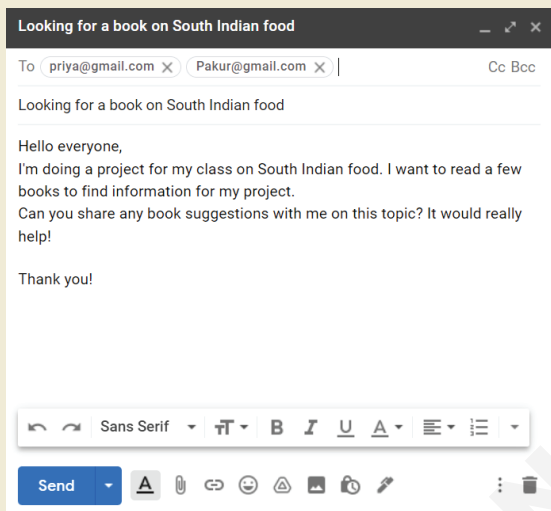 Looking for a book on South Indian food
To priya@gmail.com Pakur@gmail.com Cc Bcc
Looking for a book on South Indian food
Hello everyone,
I'm doing a project for my class on South Indian food. I want to read a few
books to find information for my project.
Can you share any book suggestions with me on this topic? It would really
help!
Thank you!
Sans Serif
Send